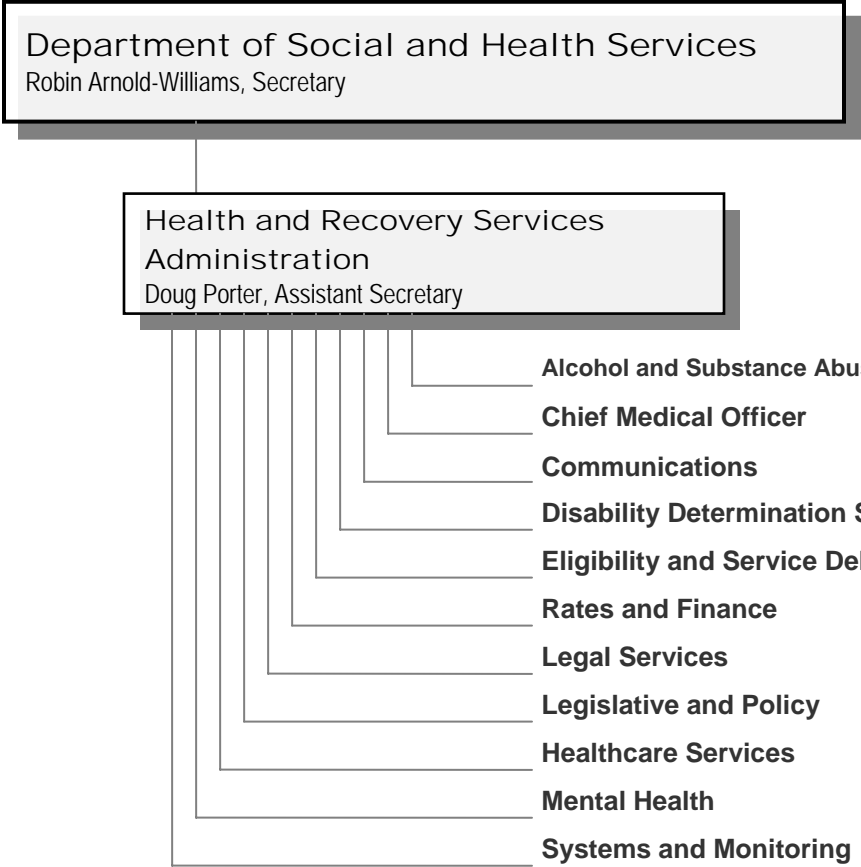 Department of Social and Health Services
Robin Arnold-Williams, Secretary
Health and Recovery Services
Administration
Doug Porter, Assistant Secretary
Alcohol and Substance
Chief Medical Officer
Communications
Disability Determination
Eligibility and Service
Rates and Finance
Legal Services
Legislative and Policy
Healthcare Services
Mental Health
Systems and Monitoring